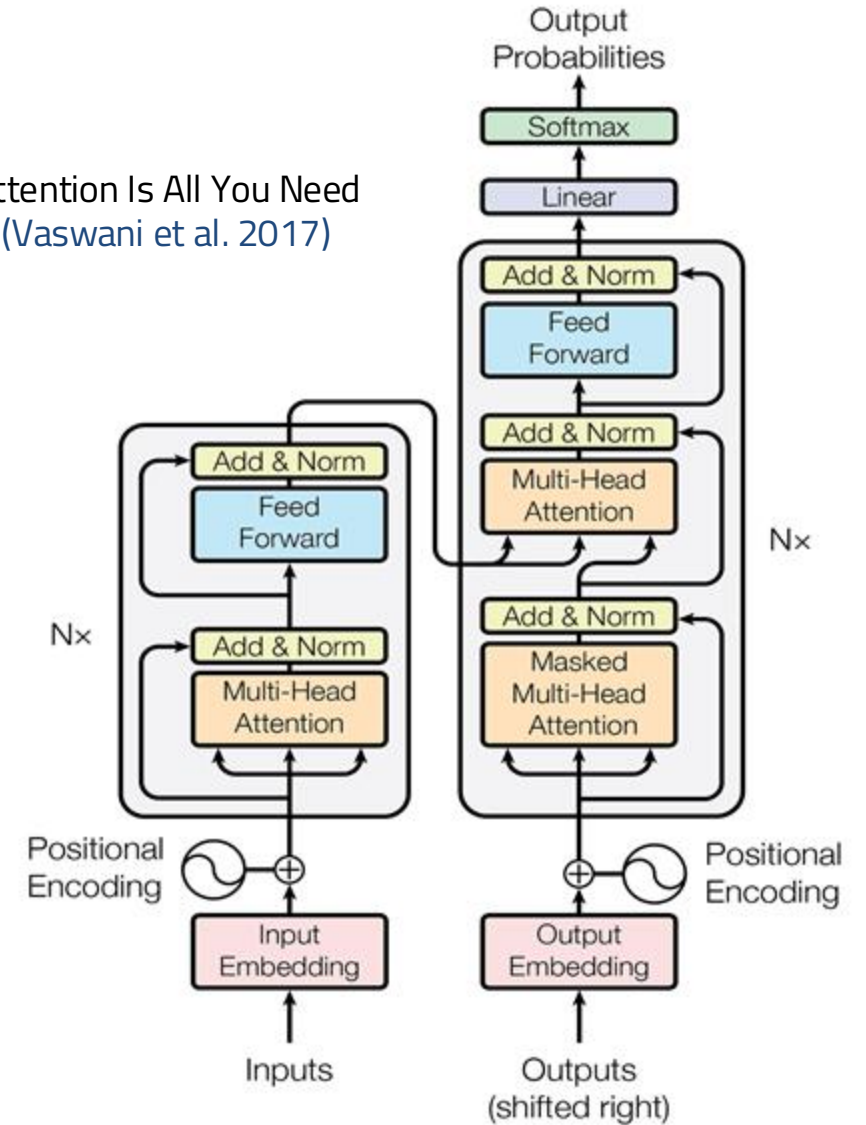 Output
Probabilities
Softmax
Linear
ttention Is All You Need
(Vaswani et al. 2017)
Add & Norm
Feed
Forward
Add & Norm
Multi-Head
Attention
Nx
Add & Norm
Masked
Multi-Head
Attention
Add & Norm
Feed
Forward
Nx
Add & Norm
Multi-Head
Attention
Positional
Encoding
Positional
Encoding
Input
Embedding
Output
Embedding
Inputs
Outputs
(shifted right)